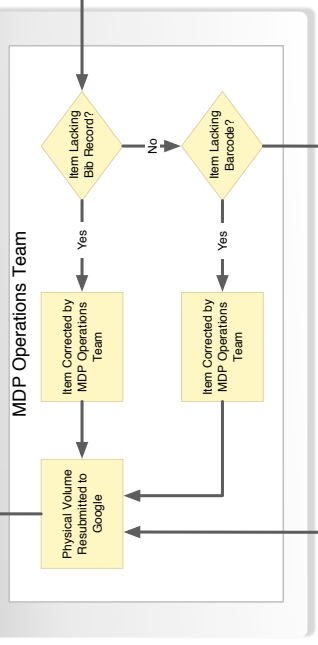 MDP Operations Team
Item Lacking
Bib Record?
No
Item Lacking
Barcode?
Yes
Yes
Item Corrected by
MDP Operations
Team
Item Corrected by
MDP Operations
Team
Physical Volume
Resubmitted to
Google